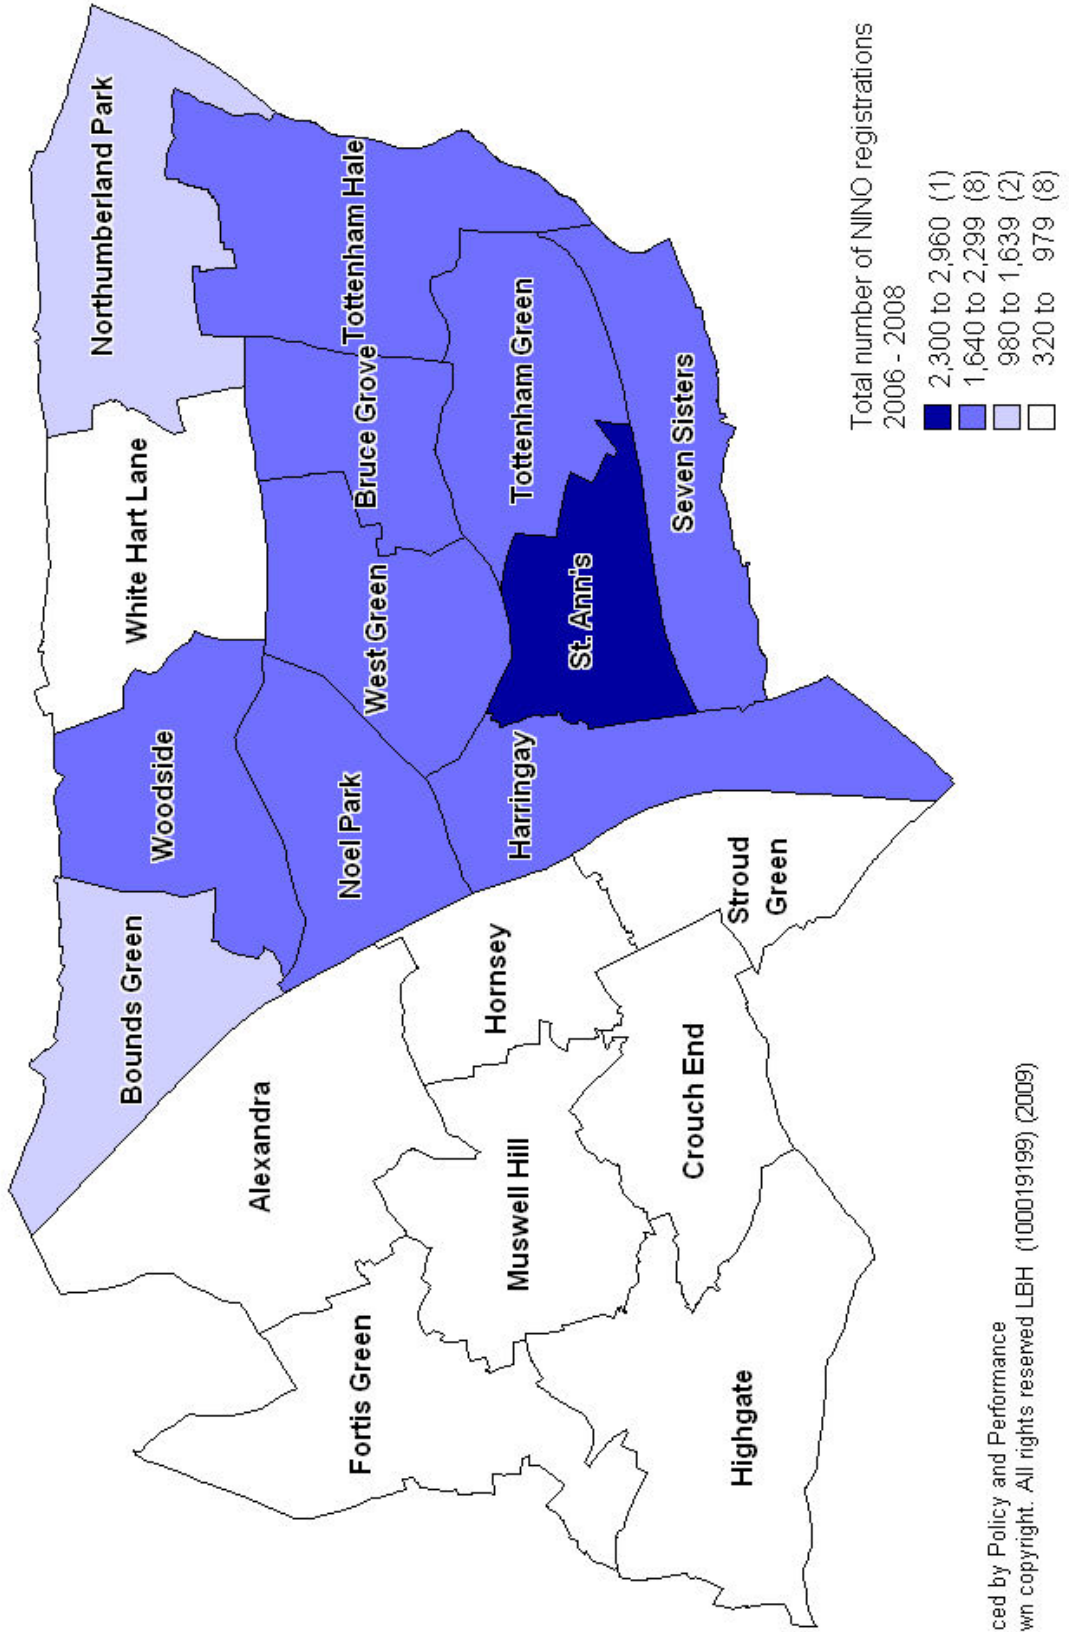 Northumberland Park
White Hart Lane
Woodside
Bounds Green
Tottenham Hale
Bruce Grove
West Green
Noel Park
Alexandra
Tottenham Green
St. Ann's
Harringay
Hornsey
Muswell Hill
Fortis Green
Seven Sisters
Stroud
Green
Crouch End
Highgate
Total number of NINO registrations
2006 - 2008
2,300 to 2,960 (1)
1,640 to 2,299 (8)
980 to 1,639 (2)
320 to 979 (8)
ced by Policy and Performance
wn copyright. All rights reserved LBH (100019199) (2009)